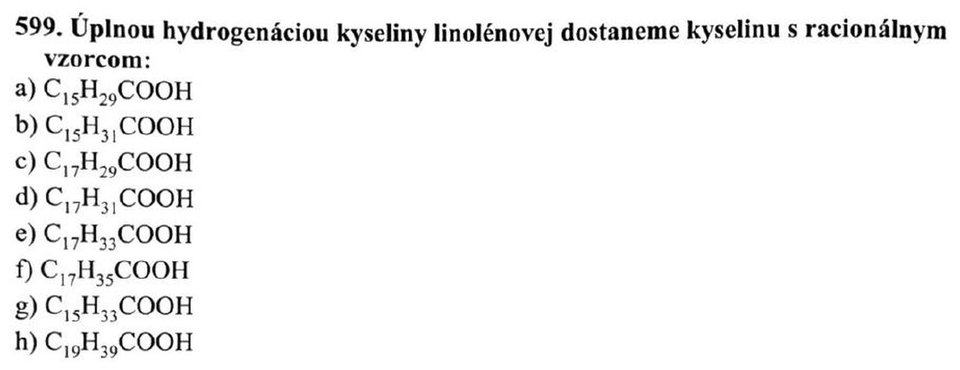 599. Úplnou hydrogenáciou kyseliny linolénovej dostaneme kyselinu s racionálnym
vzorcom:
a) C₁₅H₂₉COOH
b) C₁₅H₃₁COOH
c) C₁₇H₂₉COOH
d) C₁₇H₃₁COOH
e) C₁₇H₃₃COOH
f) C₁₇H₃₅COOH
g) C₁₅H₃₃COOH
h) C₁₉H₃₉COOH